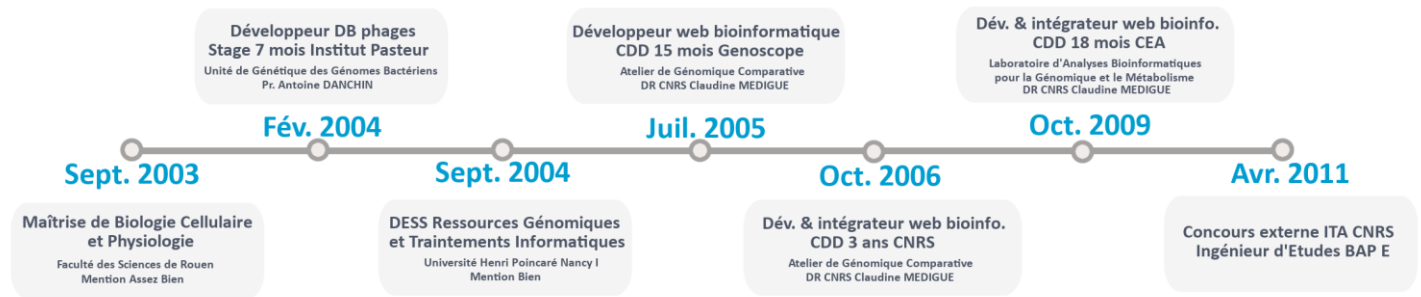 Développeur DB phages
Stage 7 mois Institut Pasteur
Unité de Génétique des Génomes Bactériens
Pr. Antoine DANCHIN
Développeur web bioinformatique
CDD 15 mois Genoscope
Atelier de Génomique Comparative
DR CNRS Claudine MEDIGUE
Dév. & intégrateur web bioinfo.
CDD 18 mois CEA
Laboratoire d'Analyses Bioinformatiques
pour la Génomique et le Métabolisme
DR CNRS Claudine MEDIGUE
Fév. 2004
Juil. 2005
Oct. 2009
Sept. 2003
Sept. 2004
Oct. 2006
Avr. 2011
Maîtrise de Biologie Cellulaire
et Physiologie
Faculté des Sciences de Rouen
Mention Assez Bien
DESS Ressources Génomiques
et Traintements Informatiques
Université Henri Poincaré Nancy I
Mention Bien
Dév. & intégrateur web bioinfo.
CDD 3 ans CNRS
Atelier de Génomique Comparative
DR CNRS Claudine MEDIGUE
Concours externe ITA CNRS
Ingénieur d'Etudes BAP E